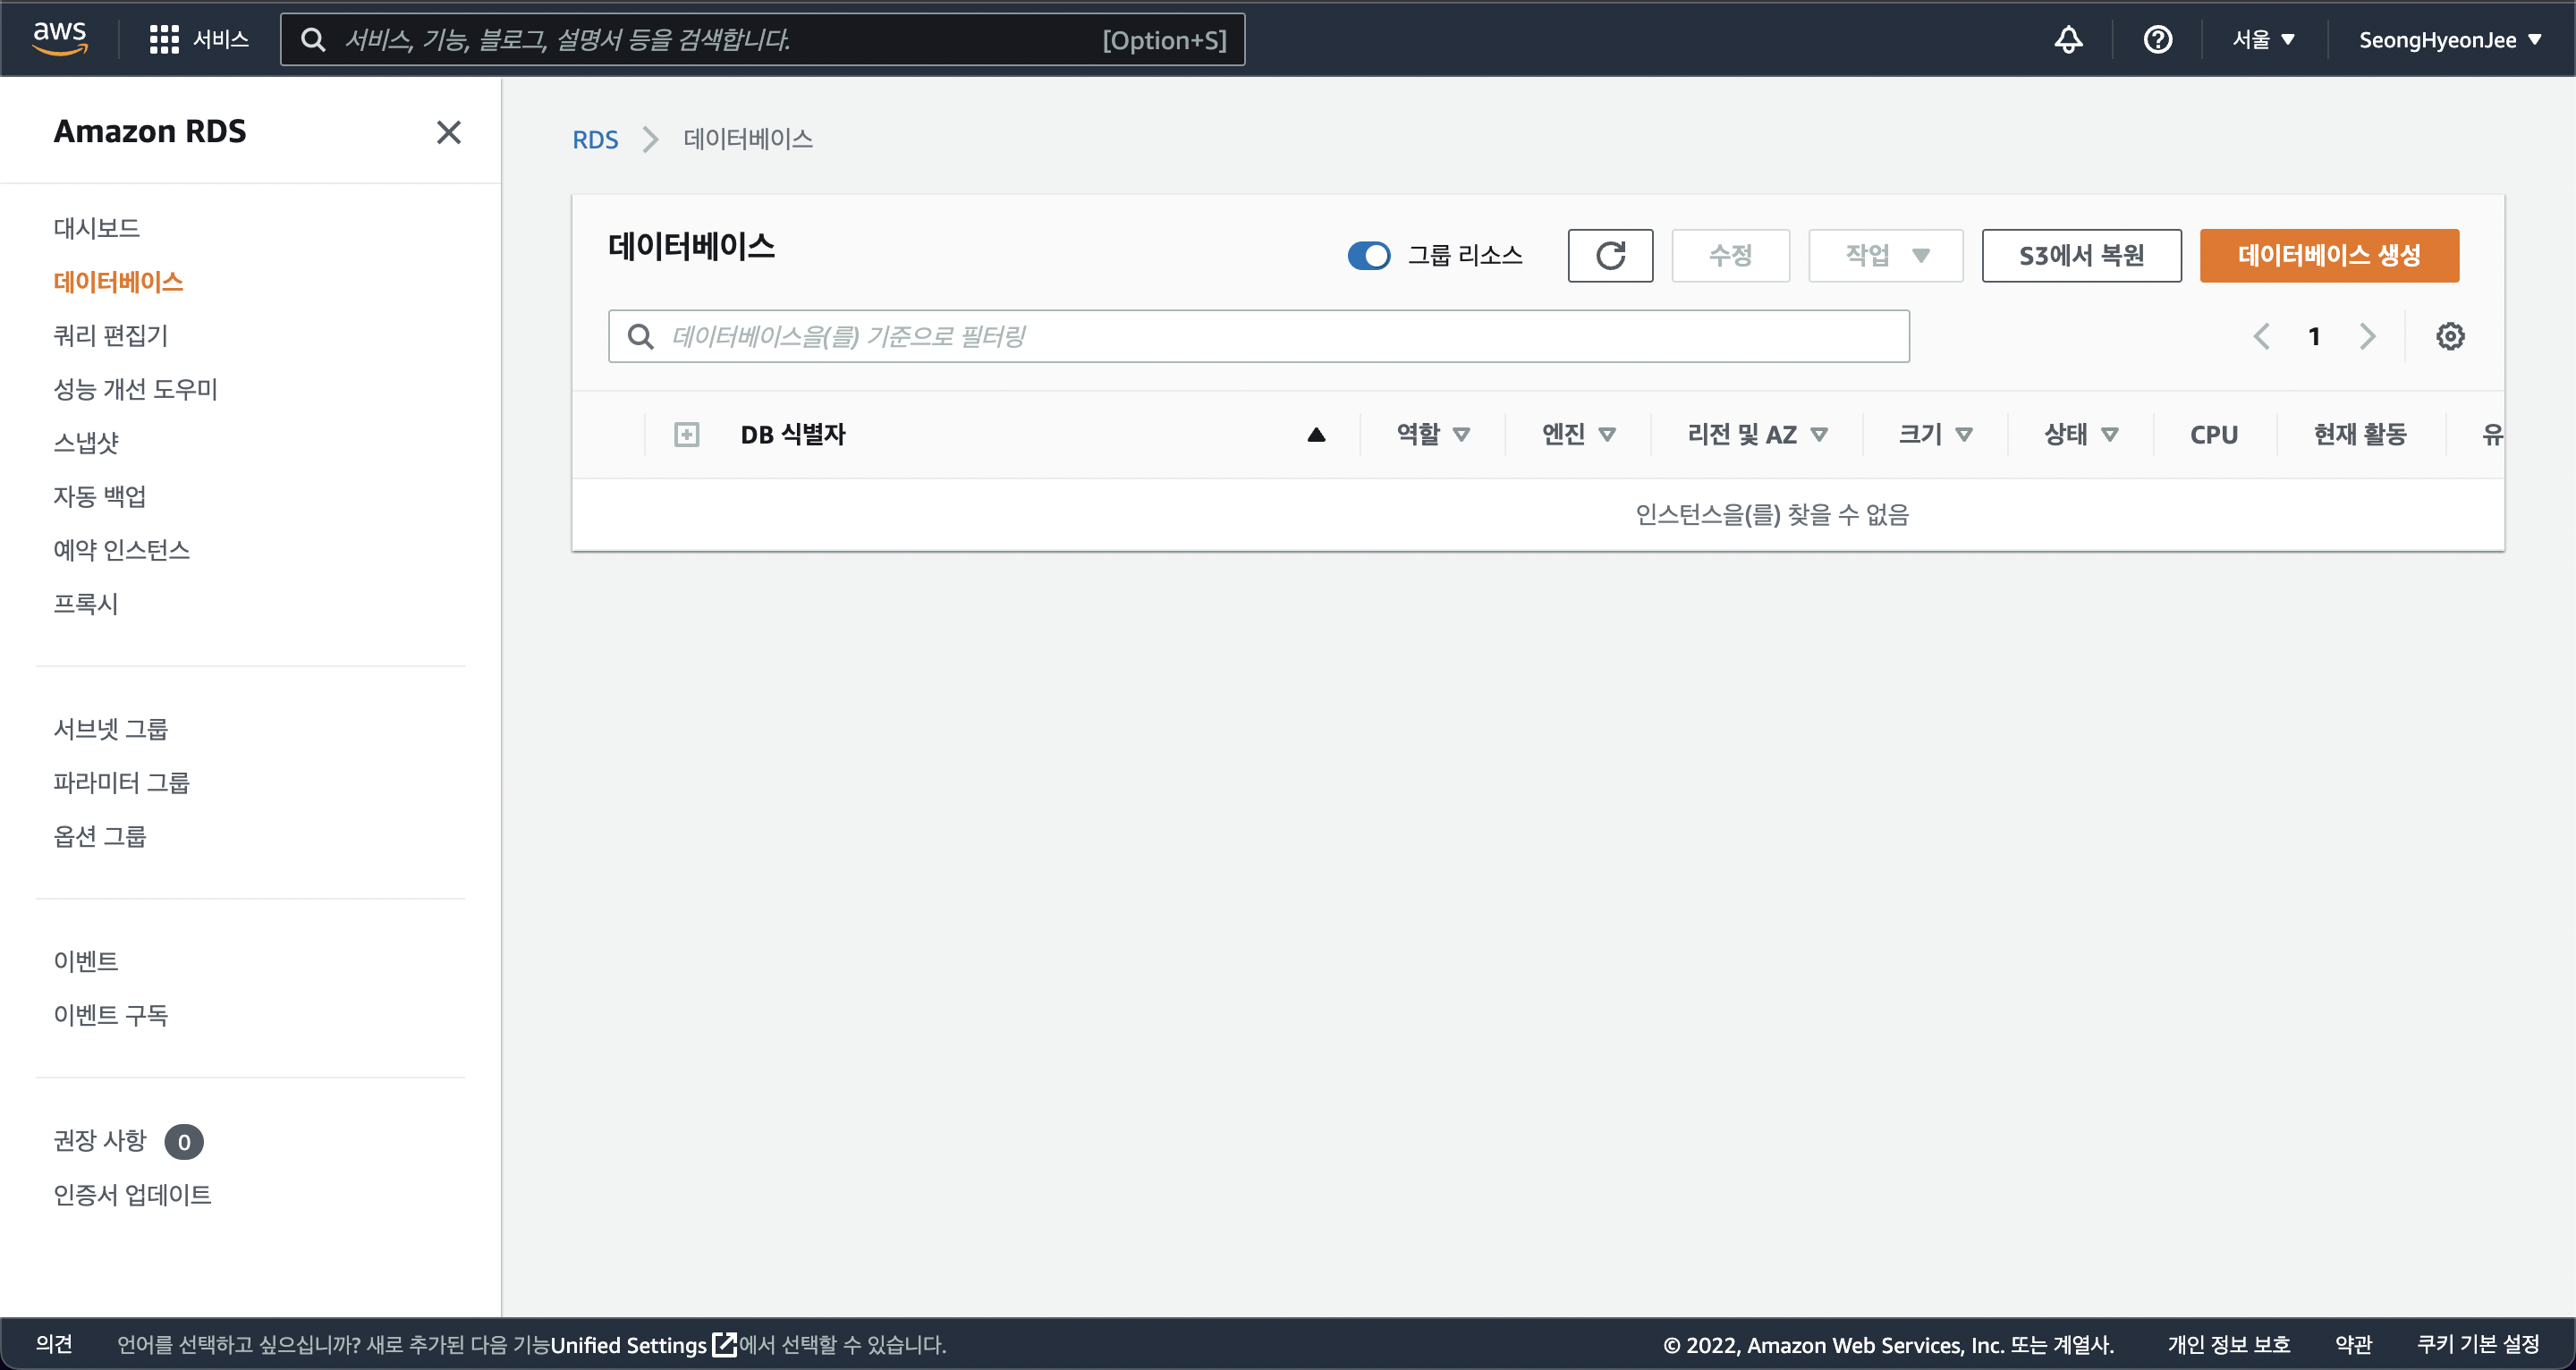 aws
서비스
서비스, 기능, 블로그, 설명서 등을 검색합니다.
[Option+S]
서울
SeongHyeonJee
Amazon RDS
대시보드
데이터베이스
쿼리 편집기
성능 개선 도우미
스냅샷
자동 백업
예약 인스턴스
프록시
서브넷 그룹
파라미터 그룹
옵션 그룹
이벤트
이벤트 구독
권장 사항 0
인증서 업데이트
RDS 데이터베이스
데이터베이스
그룹 리소스
수정
작업
S3에서 복원
데이터베이스 생성
데이터베이스을(를) 기준으로 필터링
1
DB 식별자 역할 엔진 리전 및 AZ 크기 상태 CPU 현재 활동 유
인스턴스을(를) 찾을 수 없음
의견
언어를 선택하고 싶으십니까? 새로 추가된 다음 기능Unified Settings에서 선택할 수 있습니다.
© 2022, Amazon Web Services, Inc. 또는 계열사.
개인 정보 보호
약관
쿠키 기본 설정